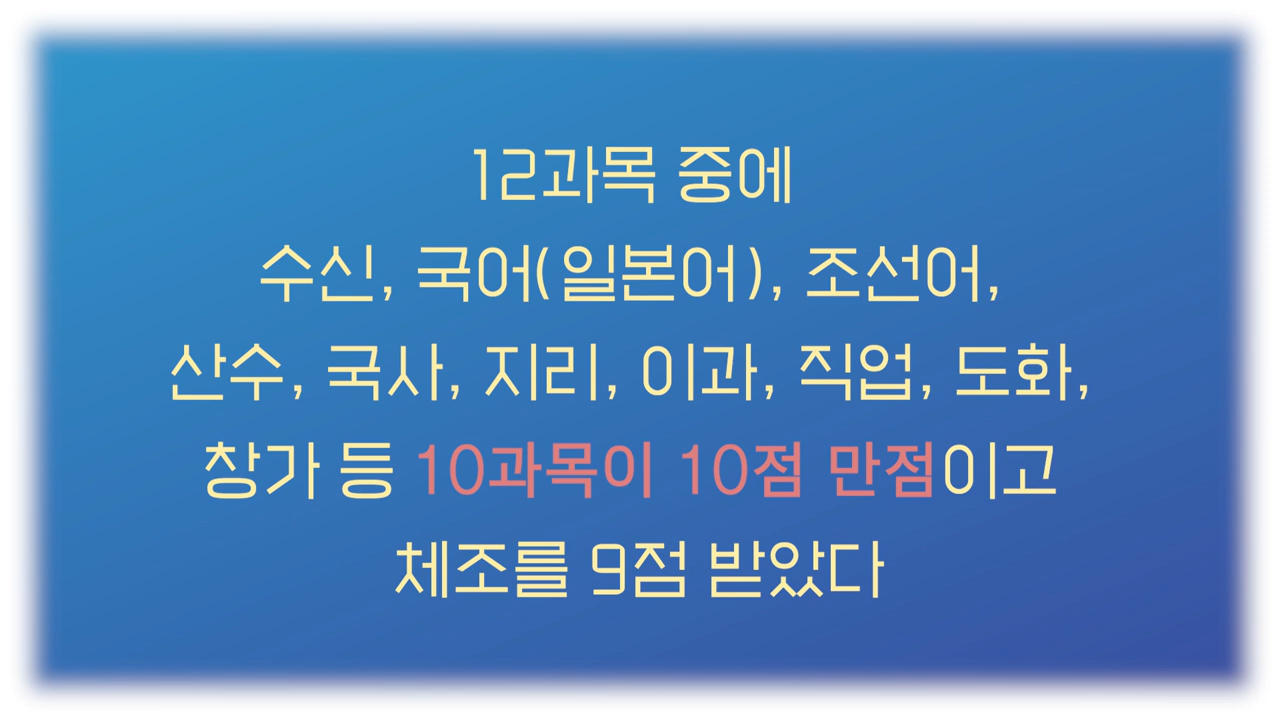 12과목 중에
수신, 국어(일본어), 조선어,
산수, 국사, 지리, 이과, 직업, 도화,
창가 등 10과목이 10점 만점이고
체조를 9점 받았다